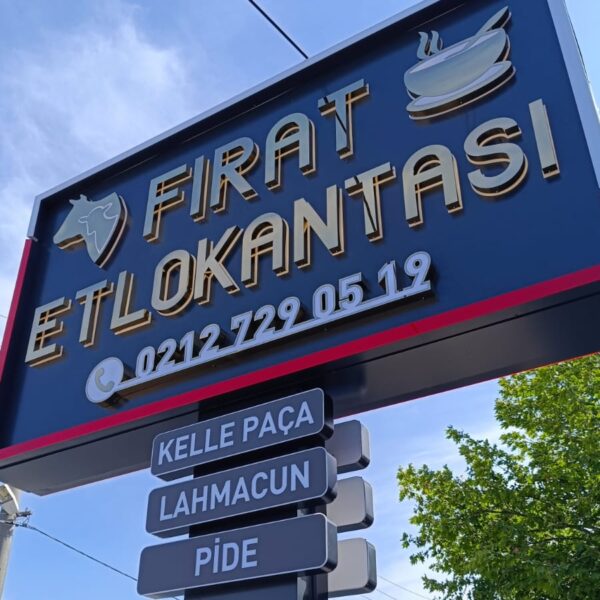 FIRAT
ETLOKANTASI
0212 729 05 19
KELLE PAÇA
LAHMACUN
PİDE